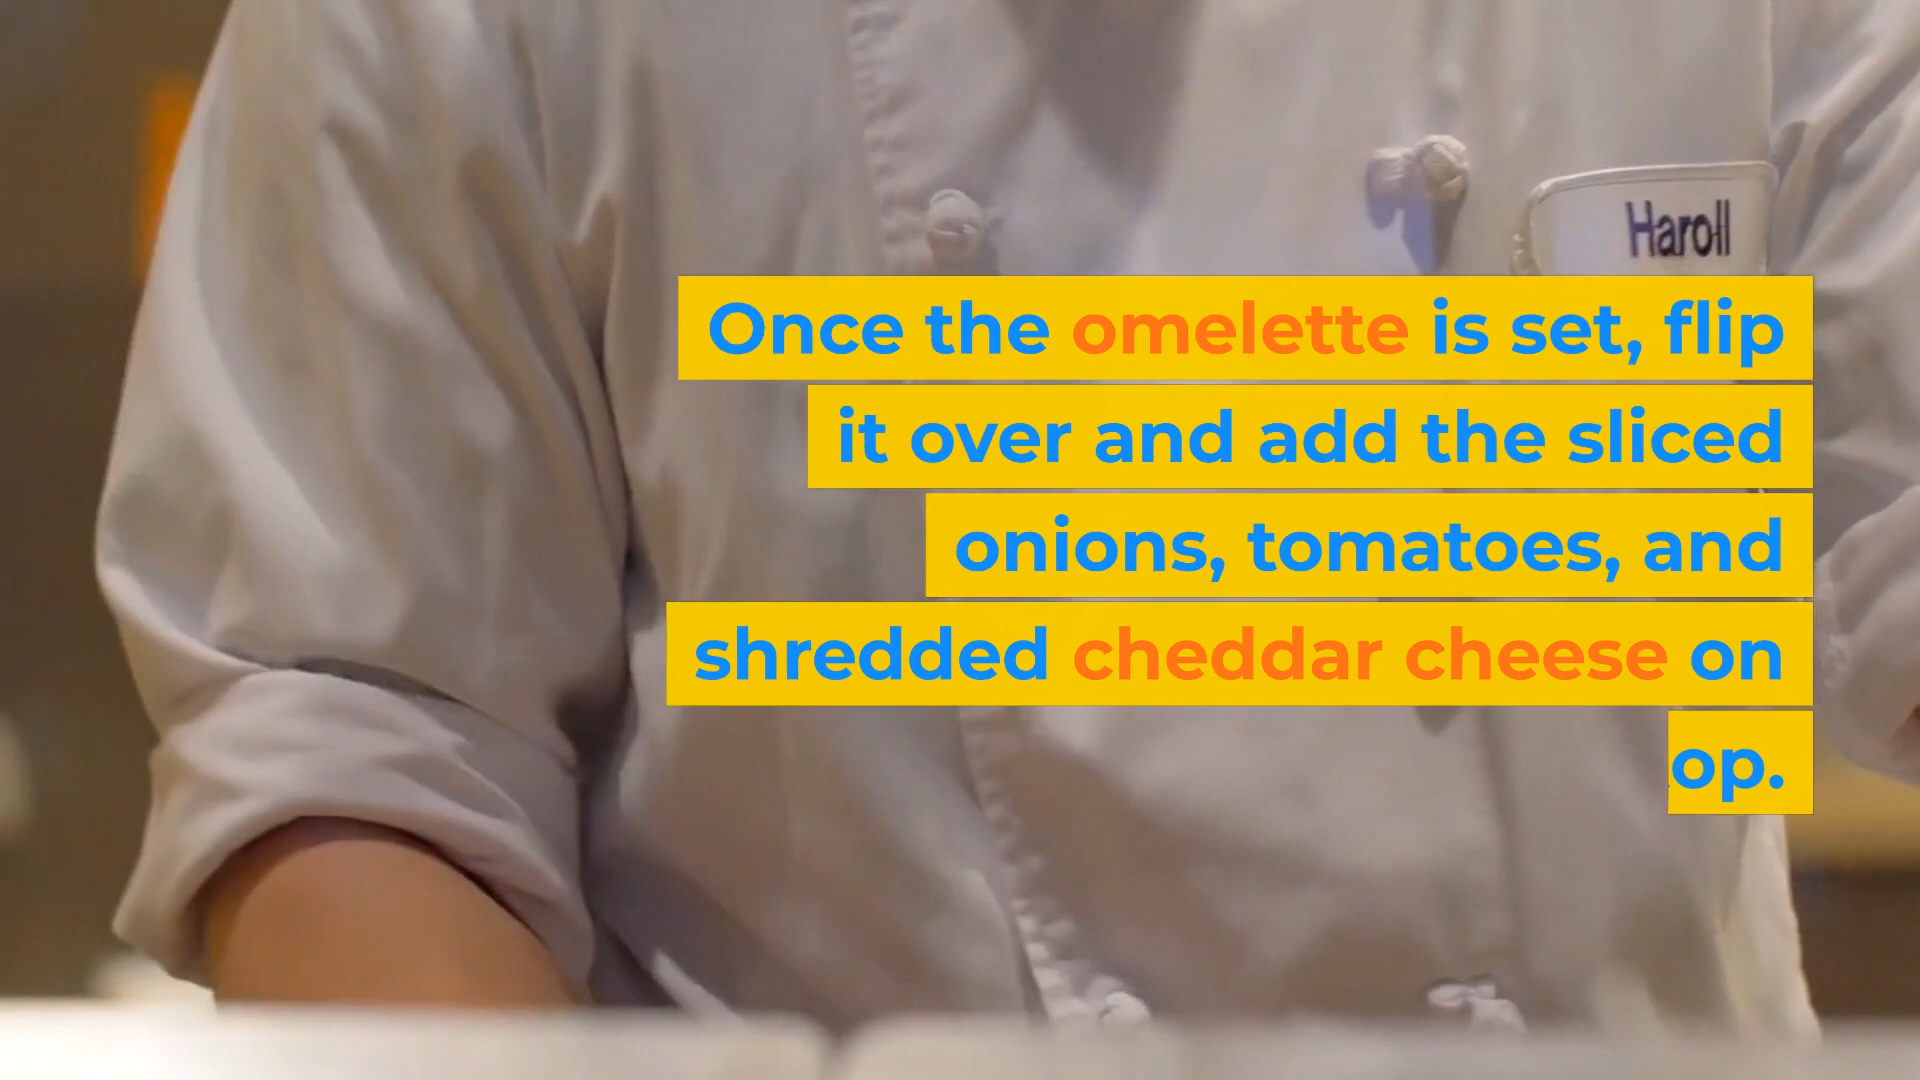 Haroll
Once the omelette is set, flip
it over and add the sliced
onions, tomatoes, and
shredded cheddar cheese on
op.